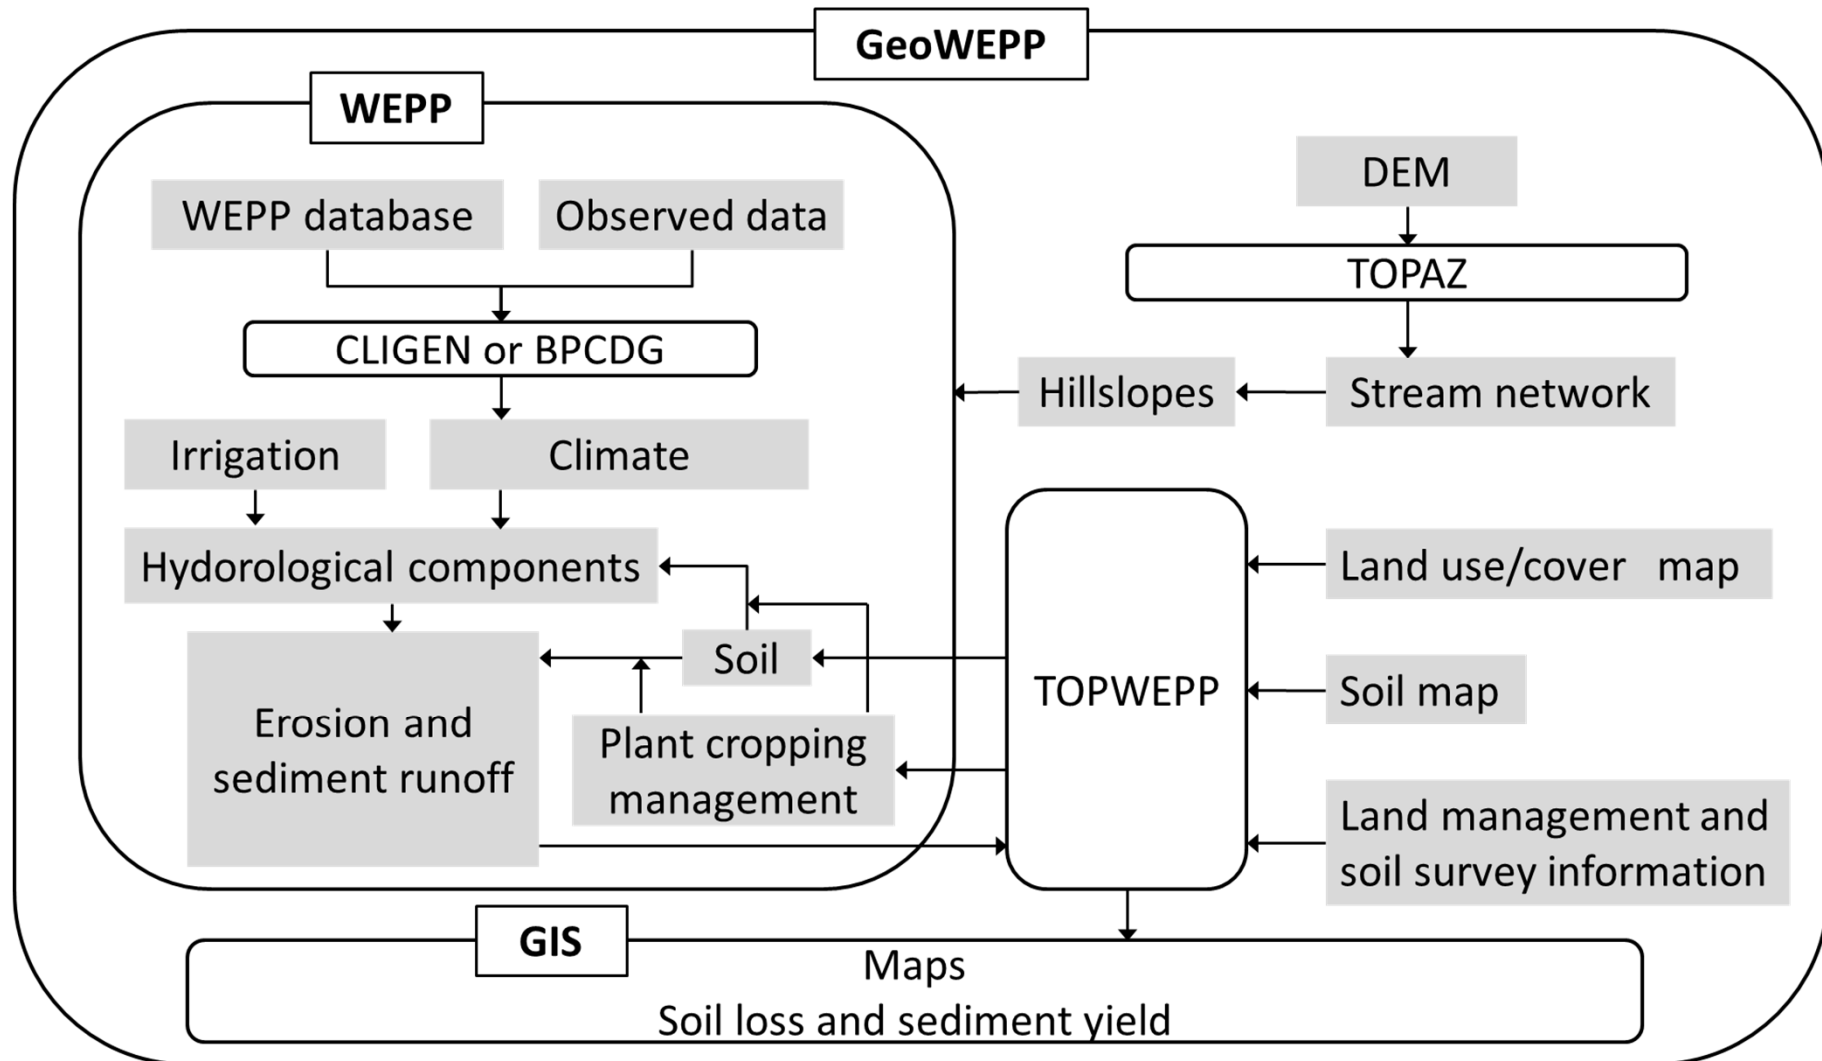 GeoWEPP
WEPP
WEPP database
Observed data
CLIGEN or BPCDG
Irrigation
Climate
Hydorological components
Erosion and
sediment runoff
Soil
Plant cropping
management
DEM
TOPAZ
Stream network
Hillslopes
TOPWEPP
Land use/cover map
Soil map
Land management and
soil survey information
GIS
Maps
Soil loss and sediment yield